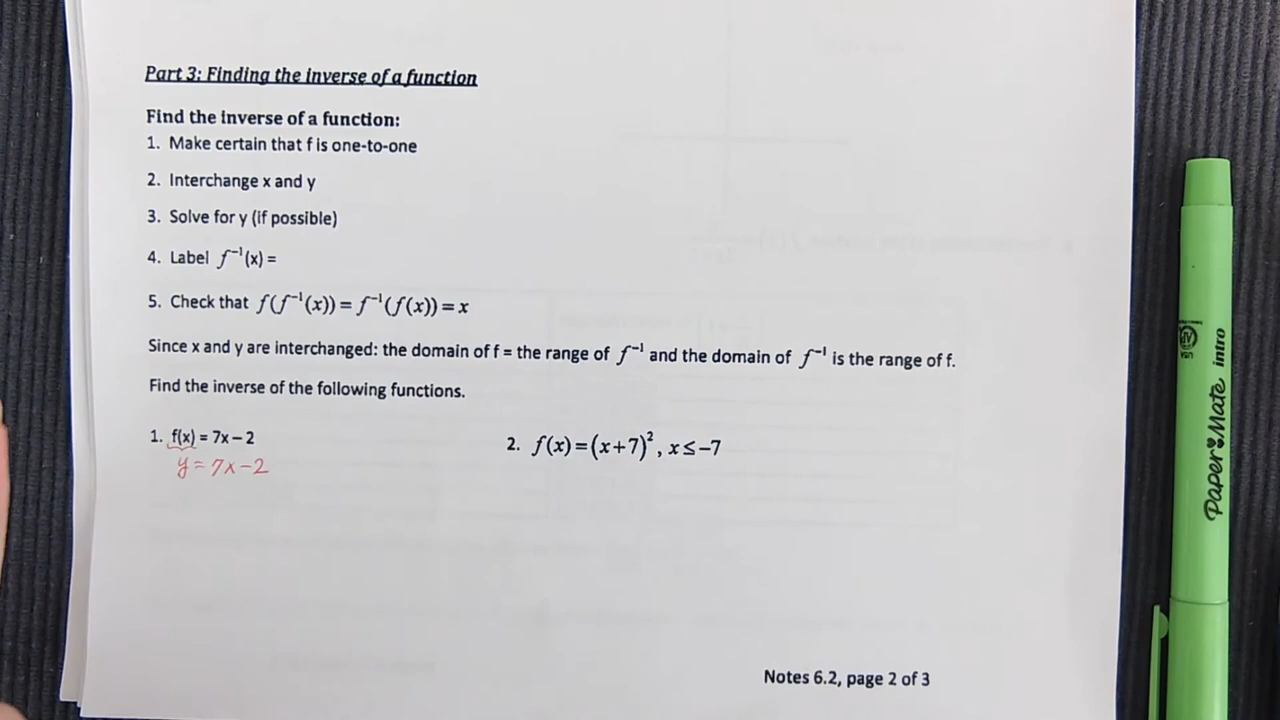 Part 3: Finding the inverse of a function
Find the inverse of a function:
1. Make certain that f is one-to-one
2. Interchange x and y
3. Solve for y (if possible)
4. Label f⁻¹(x) =
5. Check that f(f⁻¹(x)) = f⁻¹(f(x)) = x
Since x and y are interchanged: the domain of f = the range of f⁻¹ and the domain of f⁻¹ is the range of f.
Find the inverse of the following functions.
1. f(x) = 7x – 2
y = 7x – 2
2. f(x) = (x+7)², x ≤ –7
Notes 6.2, page 2 of 3
Paper Mate intro
USA